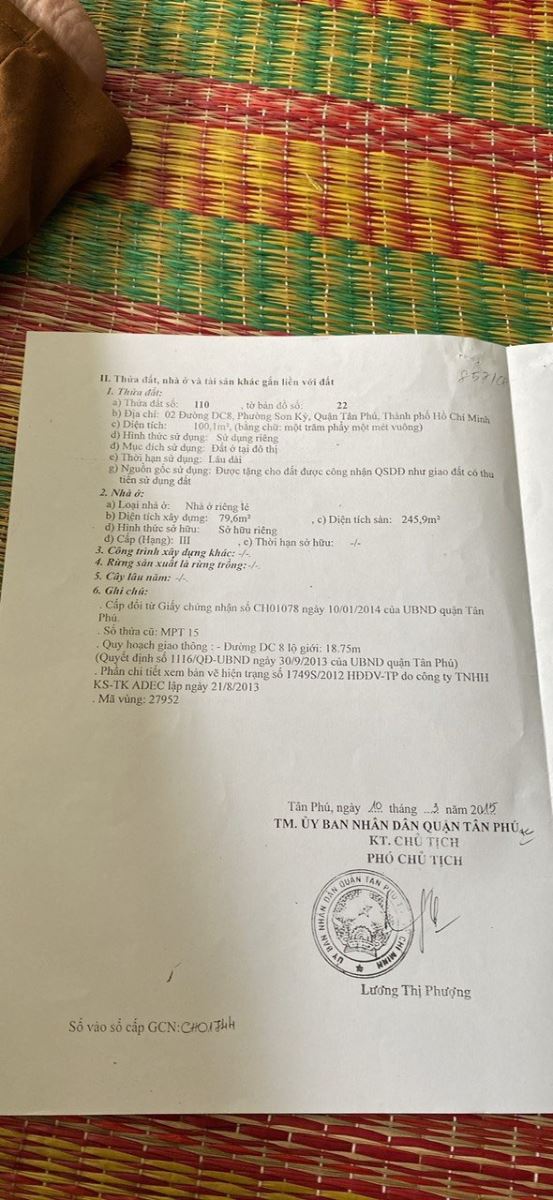 857/C
II. Thửa đất, nhà ở và tài sản khác gắn liền với đất
1. Thửa đất:
a) Thửa đất số: 110 , tờ bản đồ số: 22
b) Địa chỉ: 02 Đường DC8, Phường Sơn Kỳ, Quận Tân Phú, Thành phố Hồ Chí Minh
c) Diện tích: 100,1m², (bằng chữ: một trăm phẩy một mét vuông)
d) Hình thức sử dụng: Sử dụng riêng
đ) Mục đích sử dụng: Đất ở tại đô thị
e) Thời hạn sử dụng: Lâu dài
g) Nguồn gốc sử dụng: Được tặng cho đất được công nhận QSDĐ như giao đất có thu
tiền sử dụng đất
2. Nhà ở:
a) Loại nhà ở: Nhà ở riêng lẻ
b) Diện tích xây dựng: 79,6m² , c) Diện tích sàn: 245,9m²
d) Hình thức sở hữu: Sở hữu riêng
đ) Cấp (Hạng): III , e) Thời hạn sở hữu: -/-
3. Công trình xây dựng khác: -/-
4. Rừng sản xuất là rừng trồng: -/-
5. Cây lâu năm: -/-
6. Ghi chú:
. Cấp đổi từ Giấy chứng nhận số CH01078 ngày 10/01/2014 của UBND quận Tân
Phú.
. Số thửa cũ: MPT 15
. Quy hoạch giao thông : - Đường DC 8 lộ giới: 18.75m
(Quyết định số 1116/QĐ-UBND ngày 30/9/2013 của UBND quận Tân Phú)
. Phần chi tiết xem bản vẽ hiện trạng số 1749S/2012 HĐDV-TP do công ty TNHH
KS-TK ADEC lập ngày 21/8/2013
. Mã vùng: 27952
Tân Phú, ngày 10 tháng 3 năm 2015
TM. ỦY BAN NHÂN DÂN QUẬN TÂN PHÚ
KT. CHỦ TỊCH
PHÓ CHỦ TỊCH
ỦY BAN NHÂN DÂN QUẬN TÂN PHÚ
CHÍ MINH
Lương Thị Phượng
Số vào sổ cấp GCN: CH01744